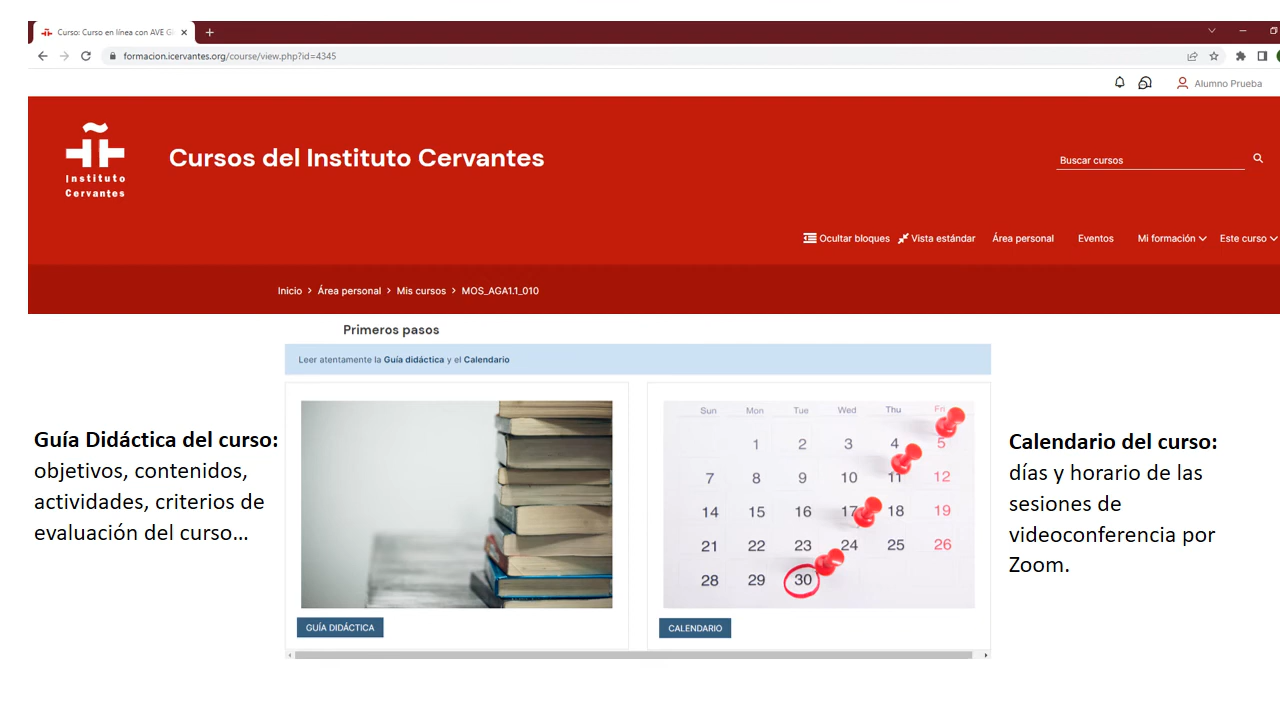 Curso: Curso en línea con AVE Gl
formacion.icervantes.org/course/view.php?id=4345
Alumno Prueba
Instituto
Cervantes
Cursos del Instituto Cervantes
Buscar cursos
Ocultar bloques Vista estándar Área personal Eventos Mi formación Este curso
Inicio > Área personal > Mis cursos > MOS_AGA1.1_010
Primeros pasos
Leer atentamente la Guía didáctica y el Calendario
Guía Didáctica del curso:
objetivos, contenidos,
actividades, criterios de
evaluación del curso...
GUÍA DIDÁCTICA
Sun Mon Tue Wed Thu Fri
1 2 3 4 5
7 8 9 10 11 12
14 15 16 17 18 19
21 22 23 24 25 26
28 29 30
CALENDARIO
Calendario del curso:
días y horario de las
sesiones de
videoconferencia por
Zoom.